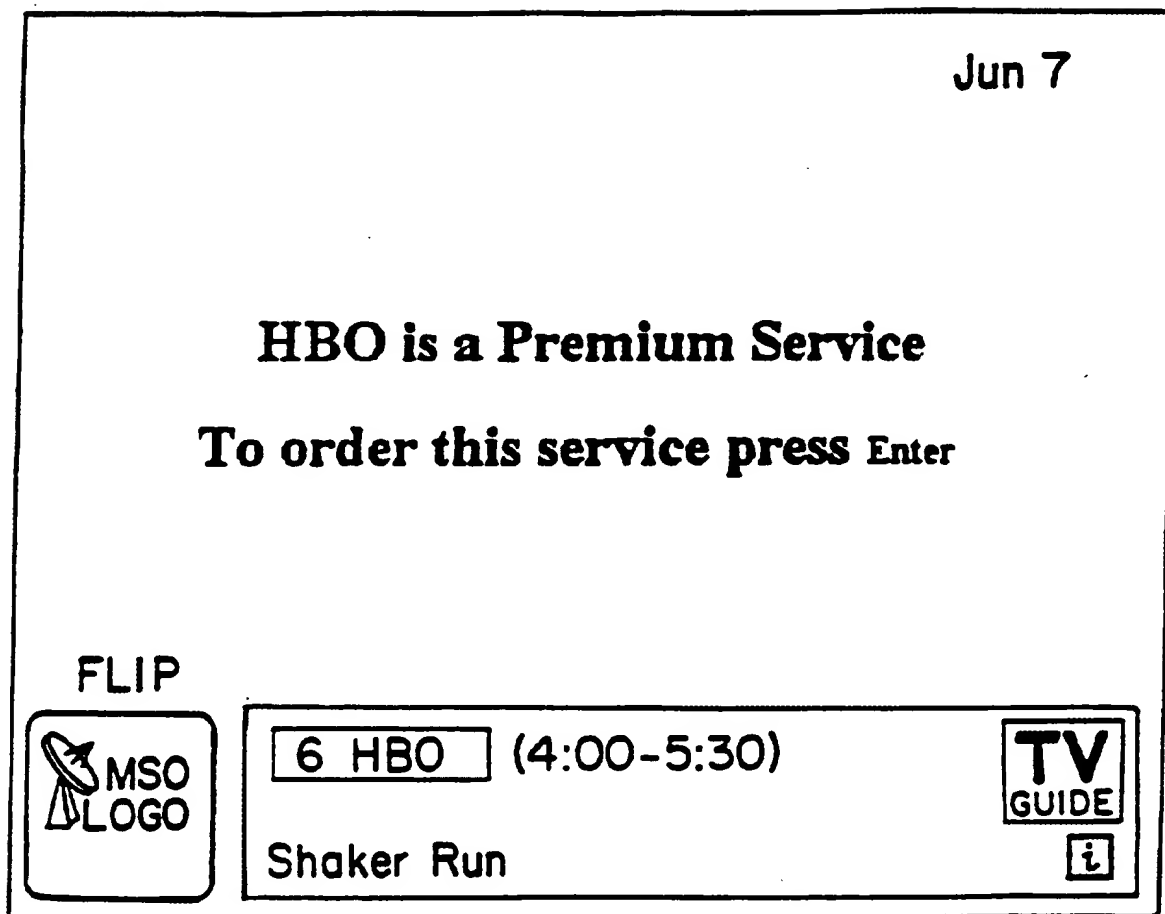 Jun 7
HBO is a Premium Service
To order this service press Enter
FLIP
MSO
LOGO
6 HBO (4:00-5:30)
TV
GUIDE
Shaker Run
i